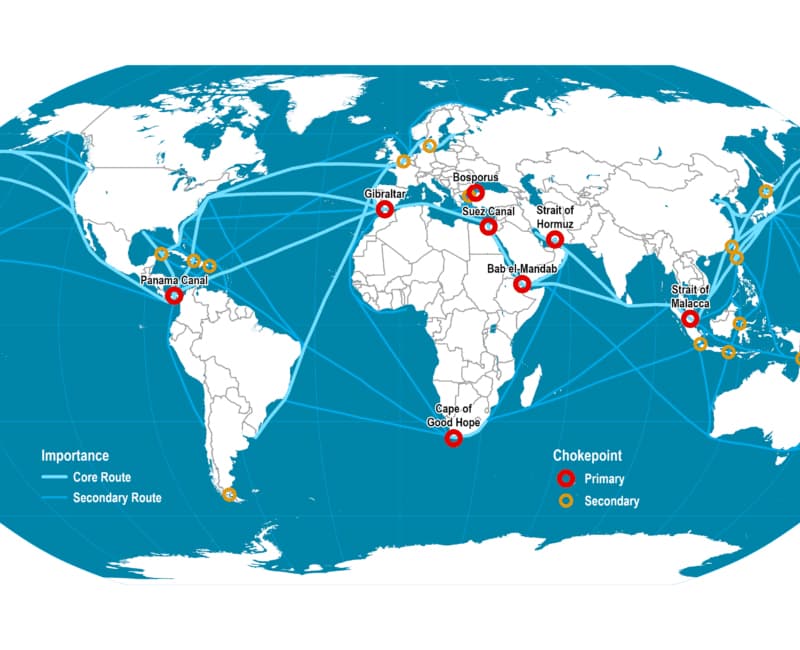 Bosporus
Gibraltar
Suez Canal
Strait of
Hormuz
Bab el-Mandab
Panama Canal
Strait of
Malacca
Cape of
Good Hope
Importance
Core Route
Secondary Route
Chokepoint
Primary
Secondary